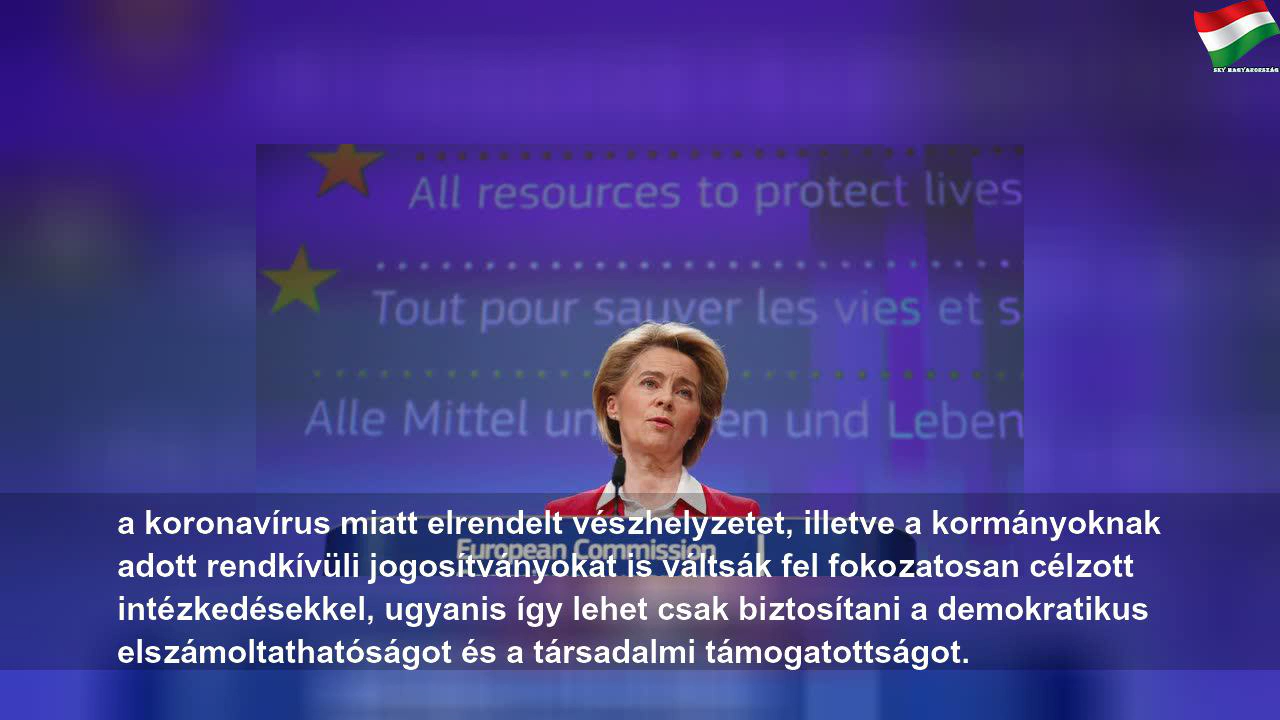 SKY MAGYARORSZÁG
All resources to protect lives
Tout pour sauver les vies et s
Alle Mittel un en und Leben
a koronavírus miatt elrendelt vészhelyzetet, illetve a kormányoknak
European Commission
adott rendkívüli jogosítványokat is váltsák fel fokozatosan célzott
intézkedésekkel, ugyanis így lehet csak biztosítani a demokratikus
elszámoltathatóságot és a társadalmi támogatottságot.